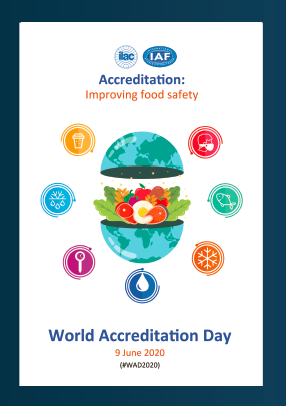 ilac IAF
Accreditation:
Improving food safety
World Accreditation Day
9 June 2020
(#WAD2020)